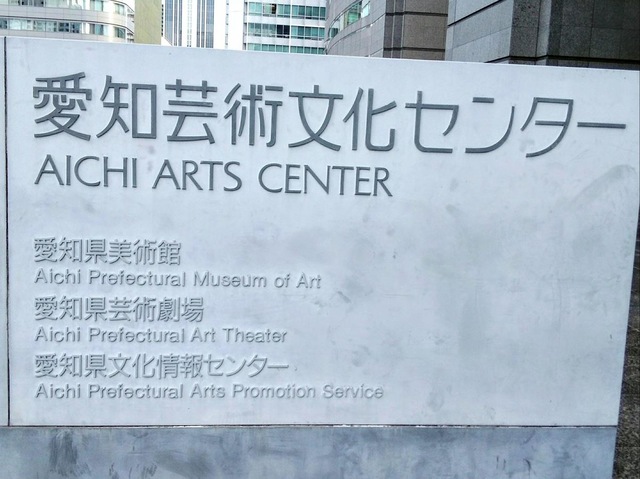 愛知芸術文化センター
AICHI ARTS CENTER
愛知県美術館
Aichi Prefectural Museum of Art
愛知県芸術劇場
Aichi Prefectural Art Theater
愛知県文化情報センター
Aichi Prefectural Arts Promotion Service